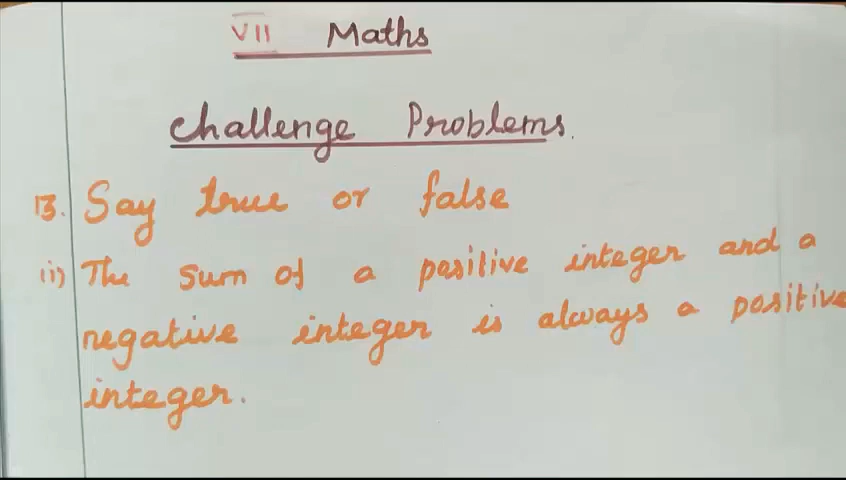 VII Maths
Challenge Problems.
13. Say true or false
(i) The sum of a positive integer and a
negative integer is always a positive
integer.